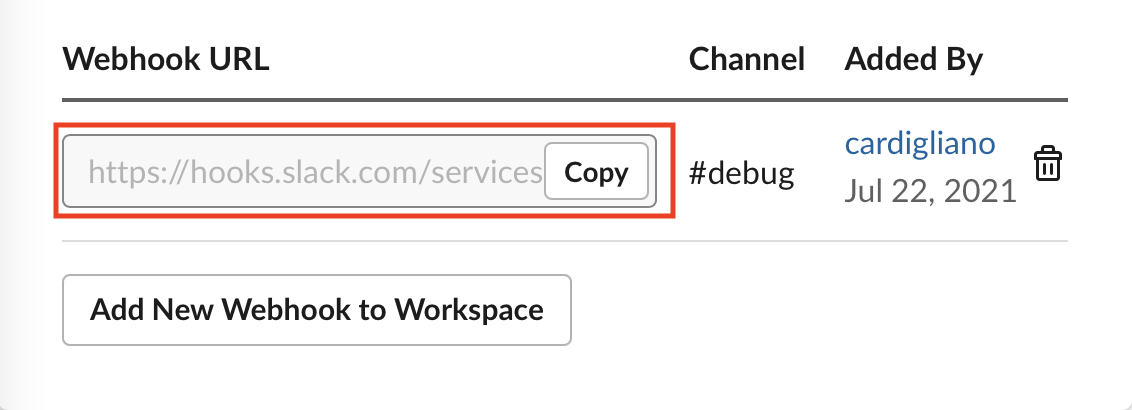 Webhook URL Channel Added By
https://hooks.slack.com/services Copy #debug cardigliano
Jul 22, 2021
Add New Webhook to Workspace